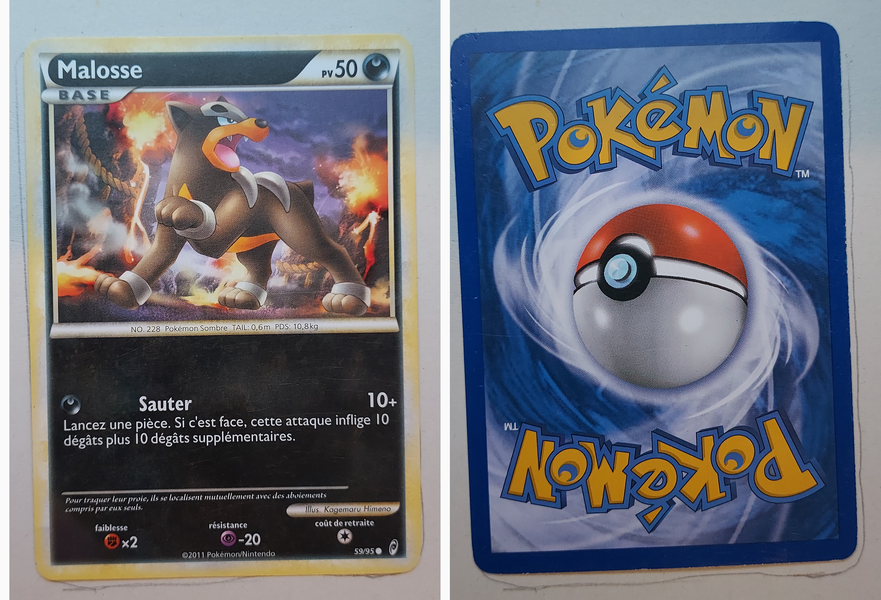 Malosse
PV 50
BASE
NO. 228 Pokémon Sombre TAIL: 0,6m PDS: 10,8kg
Sauter 10+
Lancez une pièce. Si c'est face, cette attaque inflige 10
dégâts plus 10 dégâts supplémentaires.
Pour traquer leur proie, ils se localisent mutuellement avec des aboiements
compris par eux seuls.
Illus. Kagemaru Himeno
faiblesse résistance coût de retraite
×2 -20
©2011 Pokémon/Nintendo 59/95
POKéMON
TM
TM
POKéMON